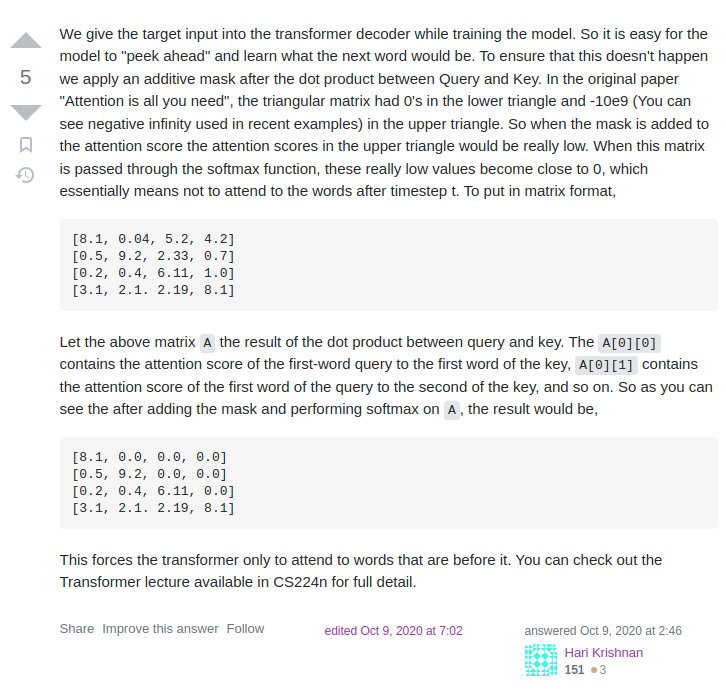 We give the target input into the transformer decoder while training the model. So it is easy for the
model to "peek ahead" and learn what the next word would be. To ensure that this doesn't happen
5
we apply an additive mask after the dot product between Query and Key. In the original paper
"Attention is all you need", the triangular matrix had 0's in the lower triangle and -10e9 (You can
see negative infinity used in recent examples) in the upper triangle. So when the mask is added to
the attention score the attention scores in the upper triangle would be really low. When this matrix
is passed through the softmax function, these really low values become close to 0, which
essentially means not to attend to the words after timestep t. To put in matrix format,
[8.1, 0.04, 5.2, 4.2]
[0.5, 9.2, 2.33, 0.7]
[0.2, 0.4, 6.11, 1.0]
[3.1, 2.1. 2.19, 8.1]
Let the above matrix A the result of the dot product between query and key. The A[0][0]
contains the attention score of the first-word query to the first word of the key, A[0][1] contains
the attention score of the first word of the query to the second of the key, and so on. So as you can
see the after adding the mask and performing softmax on A, the result would be,
[8.1, 0.0, 0.0, 0.0]
[0.5, 9.2, 0.0, 0.0]
[0.2, 0.4, 6.11, 0.0]
[3.1, 2.1. 2.19, 8.1]
This forces the transformer only to attend to words that are before it. You can check out the
Transformer lecture available in CS224n for full detail.
Share Improve this answer Follow
edited Oct 9, 2020 at 7:02
answered Oct 9, 2020 at 2:46
Hari Krishnan
151 ●3